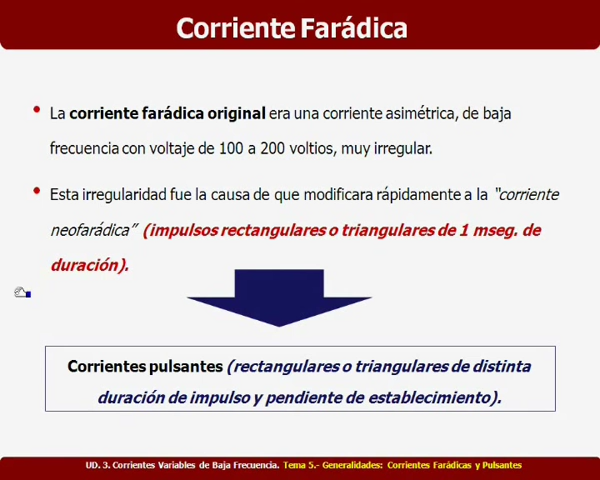 Corriente Farádica
• La corriente farádica original era una corriente asimétrica, de baja
frecuencia con voltaje de 100 a 200 voltios, muy irregular.
• Esta irregularidad fue la causa de que modificara rápidamente a la "corriente
neofarádica" (impulsos rectangulares o triangulares de 1 mseg. de
duración).
Corrientes pulsantes (rectangulares o triangulares de distinta
duración de impulso y pendiente de establecimiento).
UD. 3. Corrientes Variables de Baja Frecuencia. Tema 5.- Generalidades: Corrientes Farádicas y Pulsantes